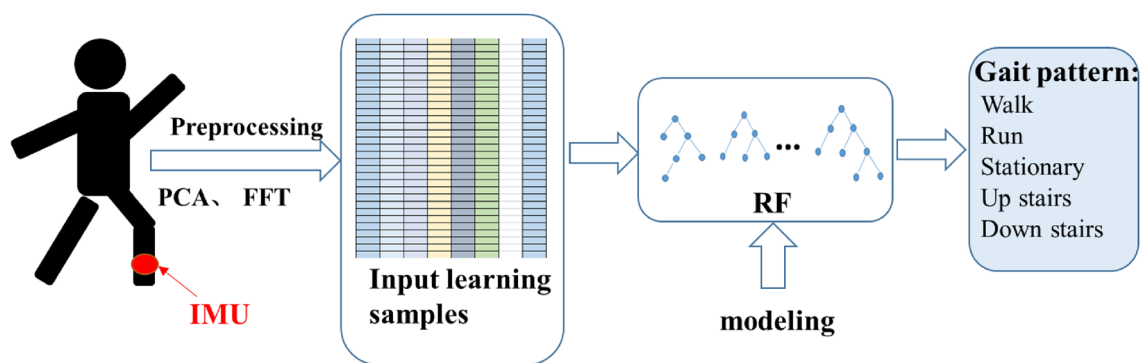 Preprocessing
PCA、 FFT
IMU
Input learning
samples
RF
modeling
Gait pattern:
Walk
Run
Stationary
Up stairs
Down stairs